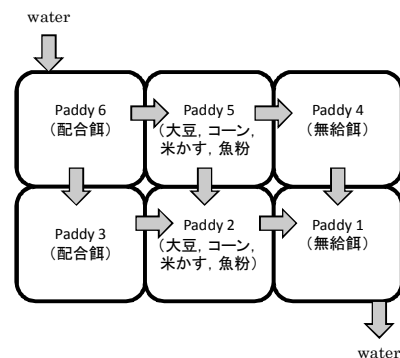 water
Paddy 6
（配合餌）
Paddy 5
（大豆, コーン,
米かす, 魚粉
Paddy 4
（無給餌）
Paddy 3
（配合餌）
Paddy 2
（大豆, コーン,
米かす, 魚粉）
Paddy 1
（無給餌）
water